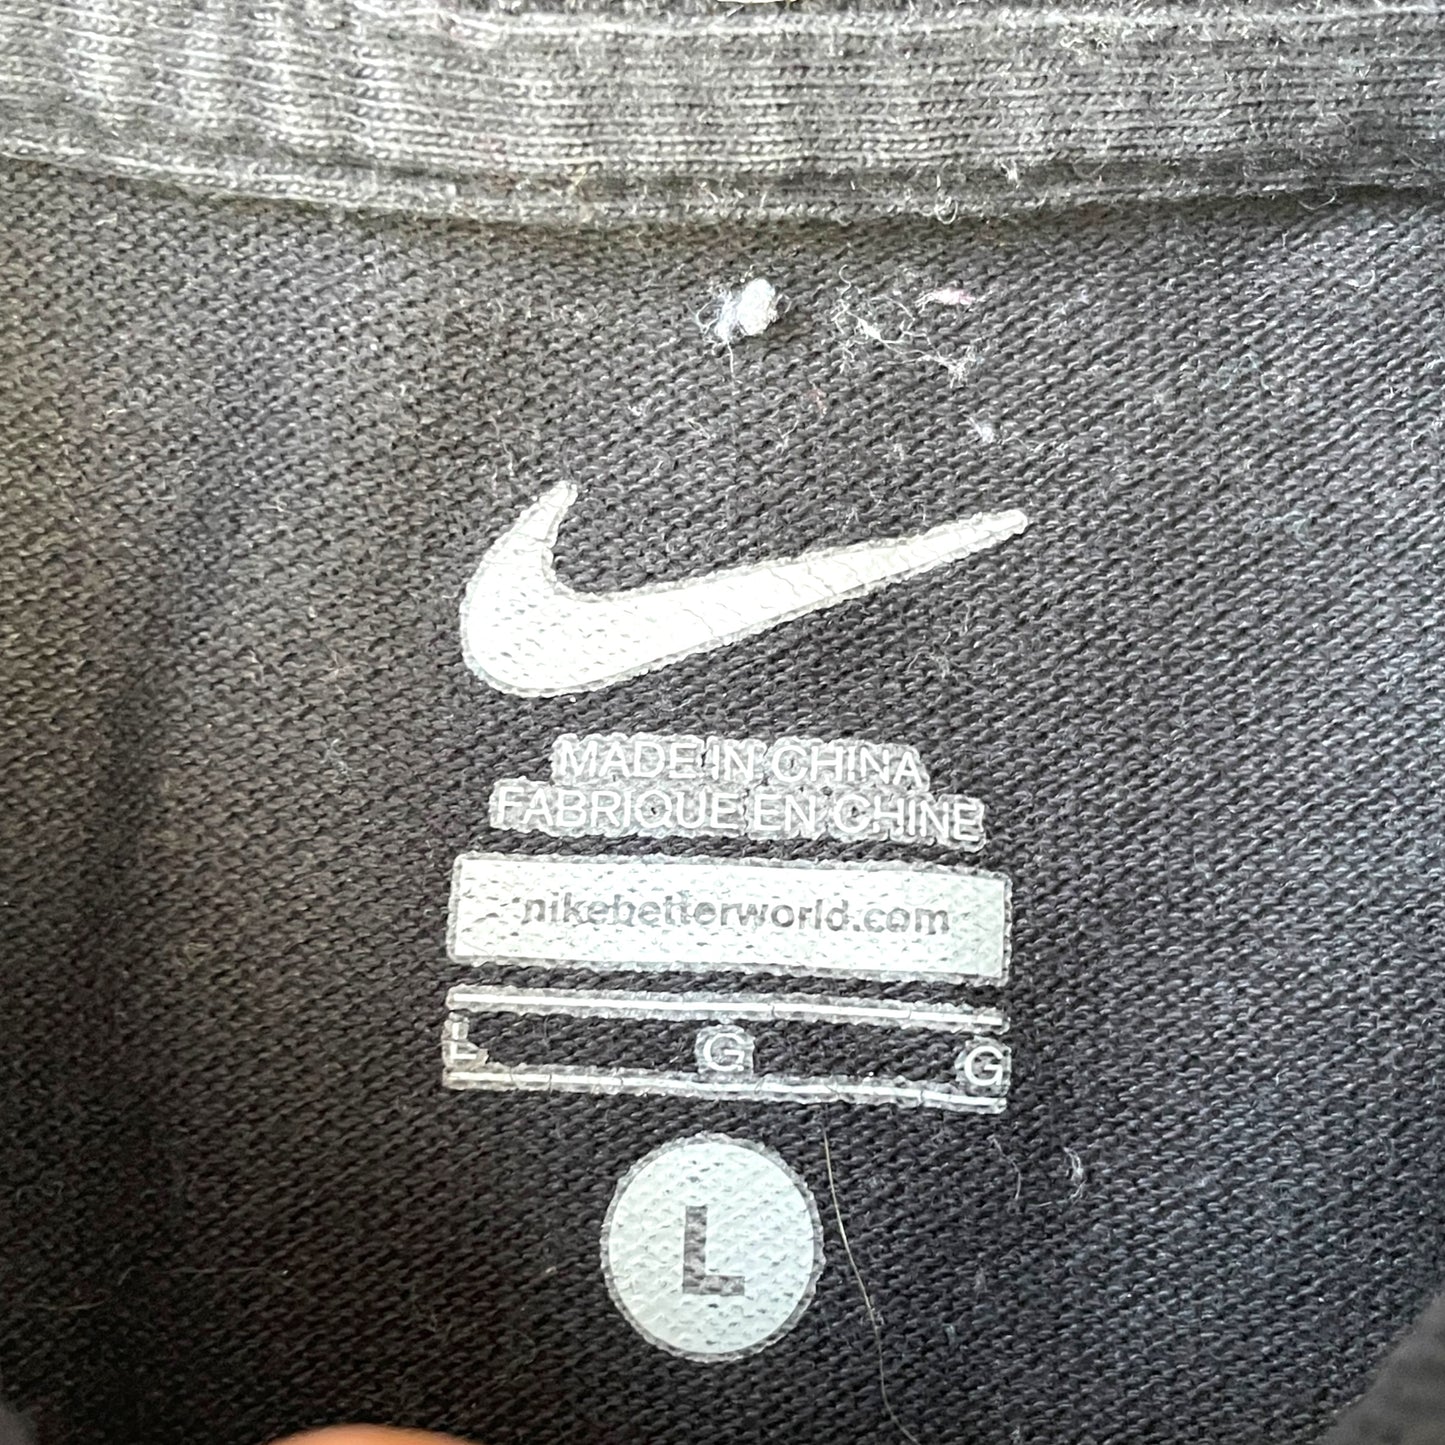 MADE IN CHINA
FABRIQUE EN CHINE
nikebetterworld.com
L G G
L